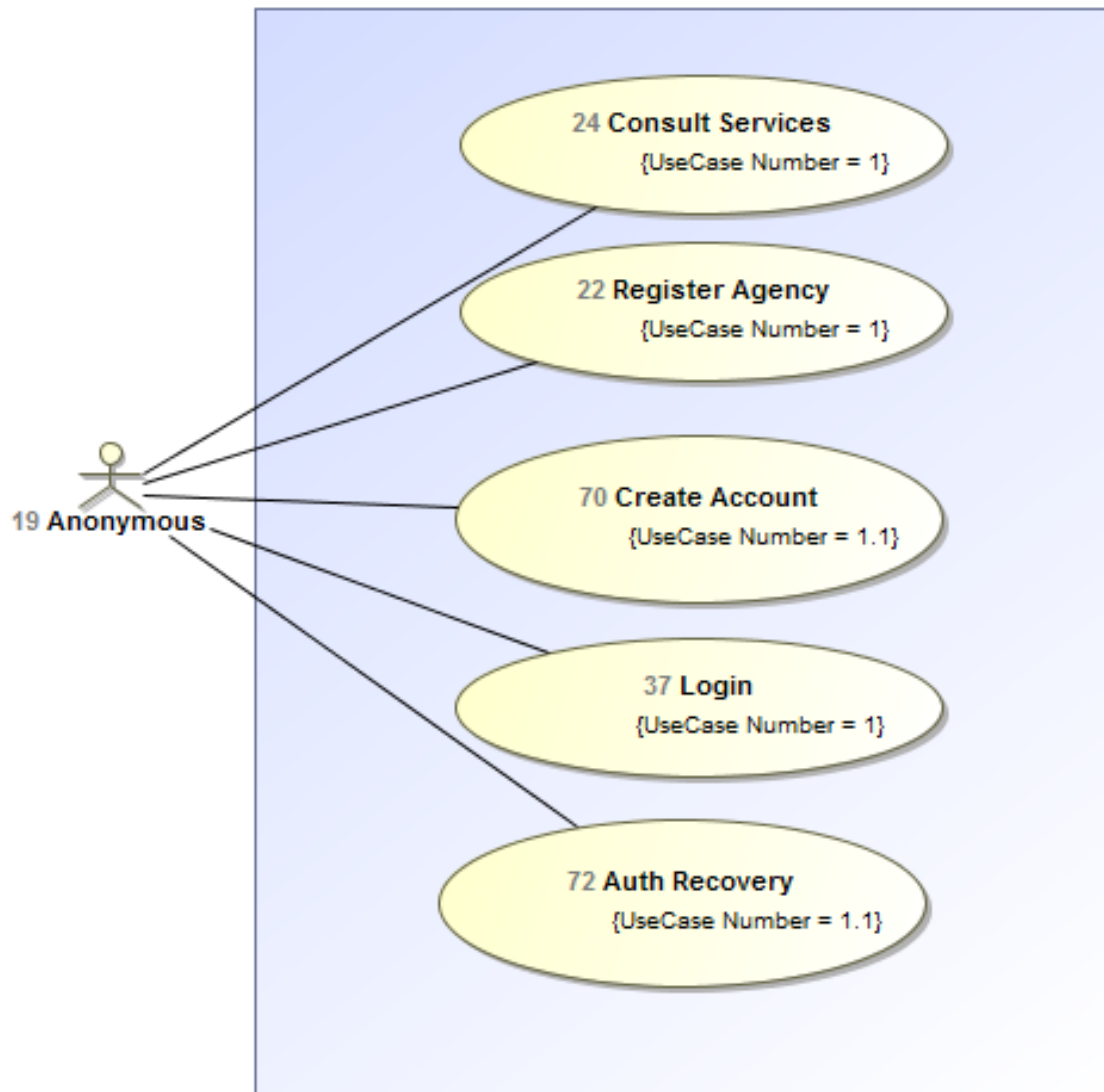 24 Consult Services
{UseCase Number = 1}
22 Register Agency
{UseCase Number = 1}
19 Anonymous
70 Create Account
{UseCase Number = 1.1}
37 Login
{UseCase Number = 1}
72 Auth Recovery
{UseCase Number = 1.1}